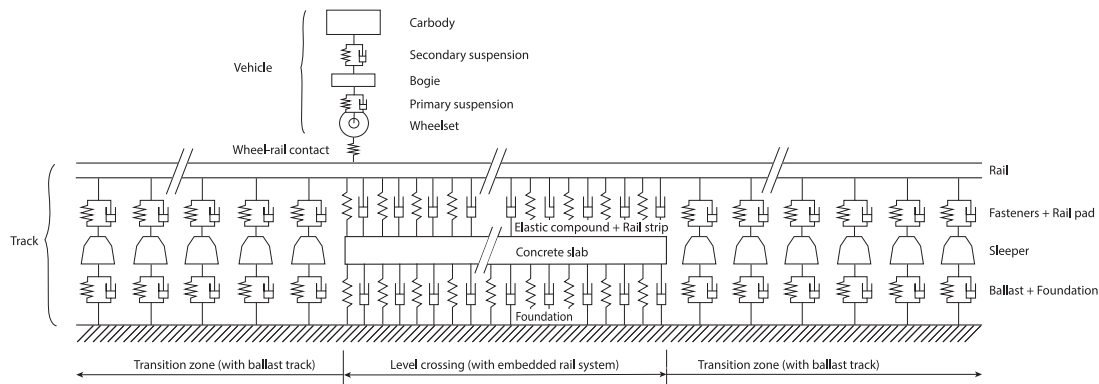 Carbody
Secondary suspension
Vehicle
Bogie
Primary suspension
Wheelset
Wheel-rail contact
Rail
Fasteners + Rail pad
Elastic compound + Rail strip
Track
Concrete slab
Sleeper
Ballast + Foundation
Foundation
Transition zone (with ballast track)
Level crossing (with embedded rail system)
Transition zone (with ballast track)